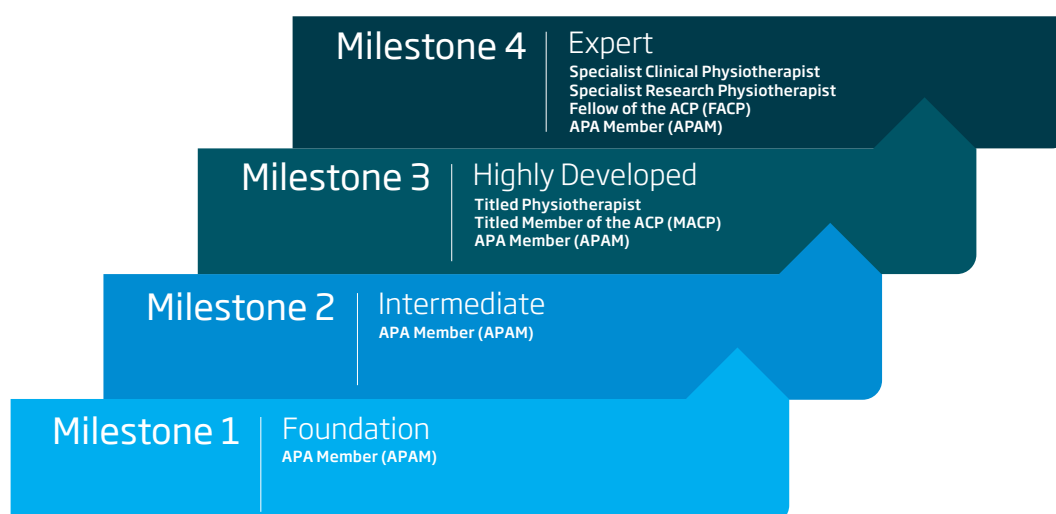 Milestone 4
Expert
Specialist Clinical Physiotherapist
Specialist Research Physiotherapist
Fellow of the ACP (FACP)
APA Member (APAM)
Milestone 3
Highly Developed
Titled Physiotherapist
Titled Member of the ACP (MACP)
APA Member (APAM)
Milestone 2
Intermediate
APA Member (APAM)
Milestone 1
Foundation
APA Member (APAM)